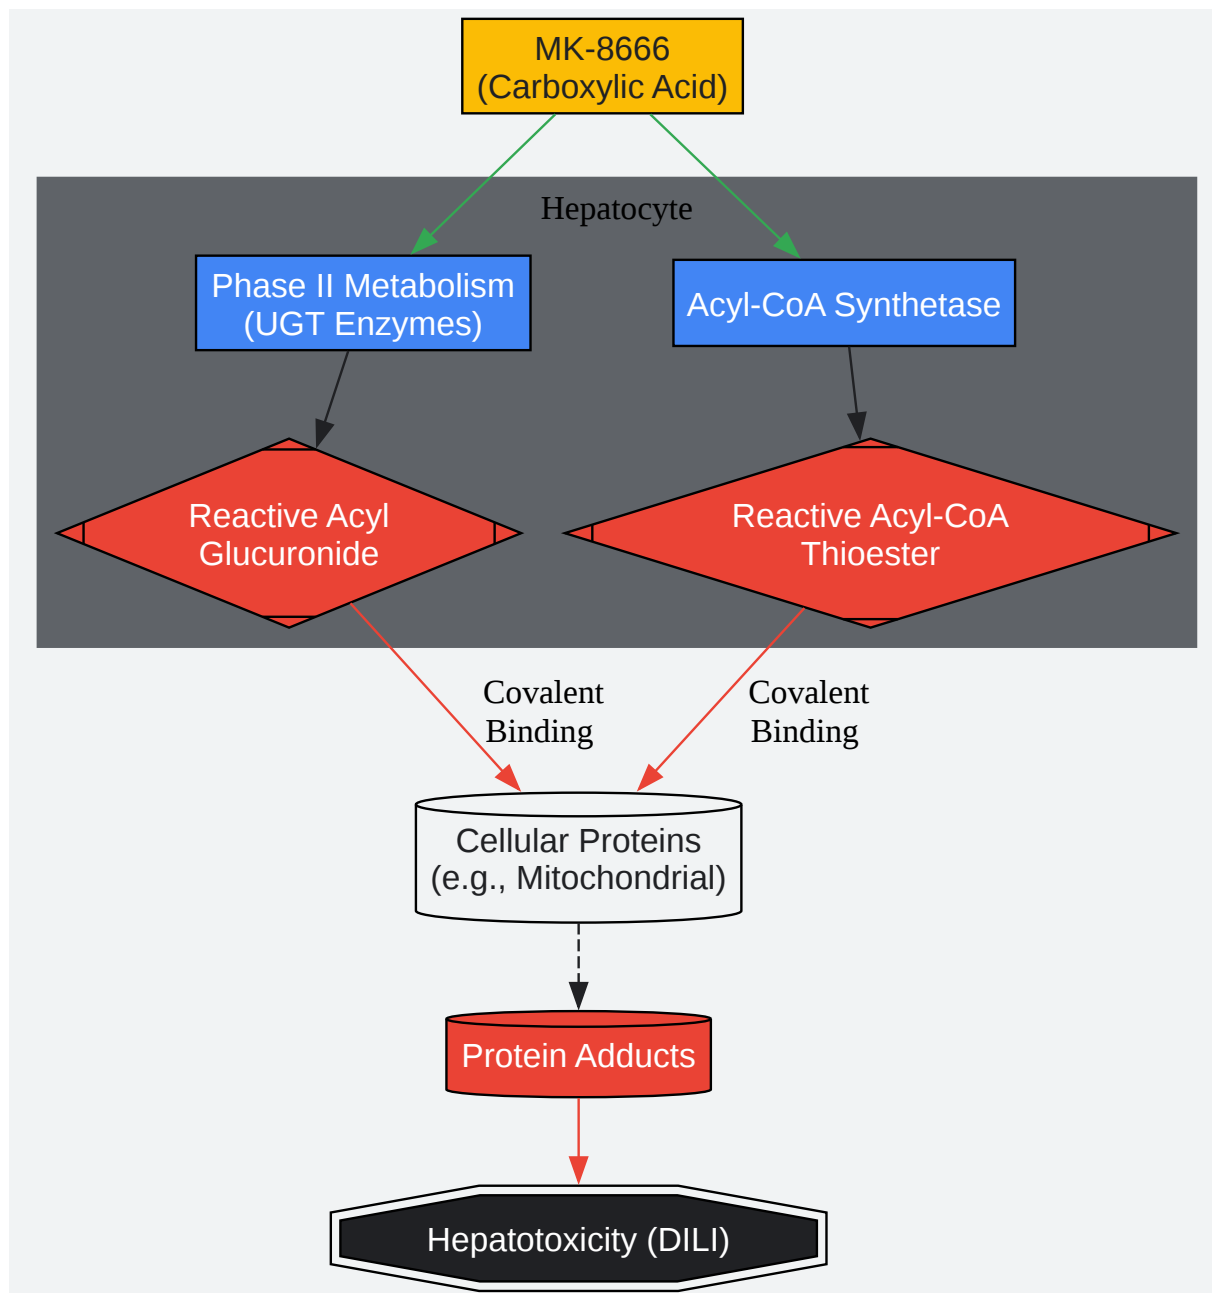 MK-8666
(Carboxylic Acid)
Hepatocyte
Phase II Metabolism
(UGT Enzymes)
Acyl-CoA Synthetase
Reactive Acyl
Glucuronide
Reactive Acyl-CoA
Thioester
Covalent
Binding
Covalent
Binding
Cellular Proteins
(e.g., Mitochondrial)
Protein Adducts
Hepatotoxicity (DILI)